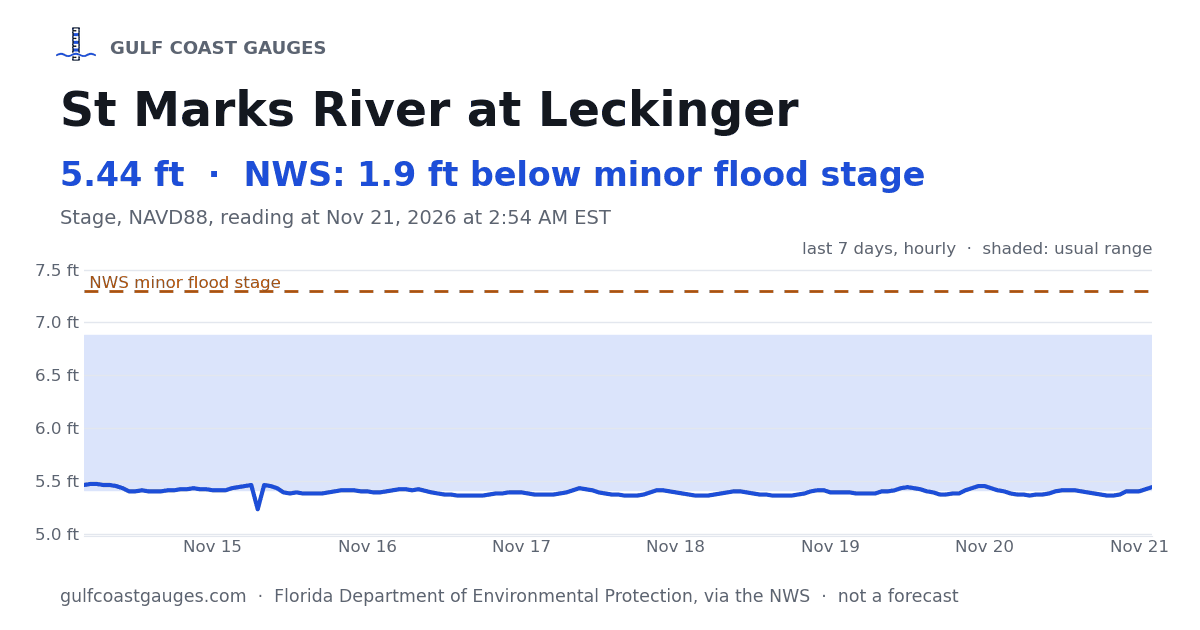 GULF COAST GAUGES
St Marks River at Leckinger
5.44 ft · NWS: 1.9 ft below minor flood stage
Stage, NAVD88, reading at Nov 21, 2026 at 2:54 AM EST
last 7 days, hourly · shaded: usual range
7.5 ft
NWS minor flood stage
7.0 ft
6.5 ft
6.0 ft
5.5 ft
5.0 ft
Nov 15 Nov 16 Nov 17 Nov 18 Nov 19 Nov 20 Nov 21
gulfcoastgauges.com · Florida Department of Environmental Protection, via the NWS · not a forecast